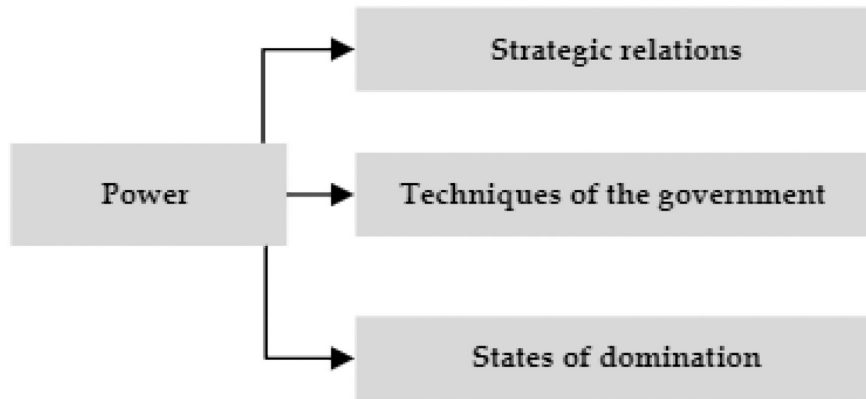 Strategic relations
Power
Techniques of the government
States of domination